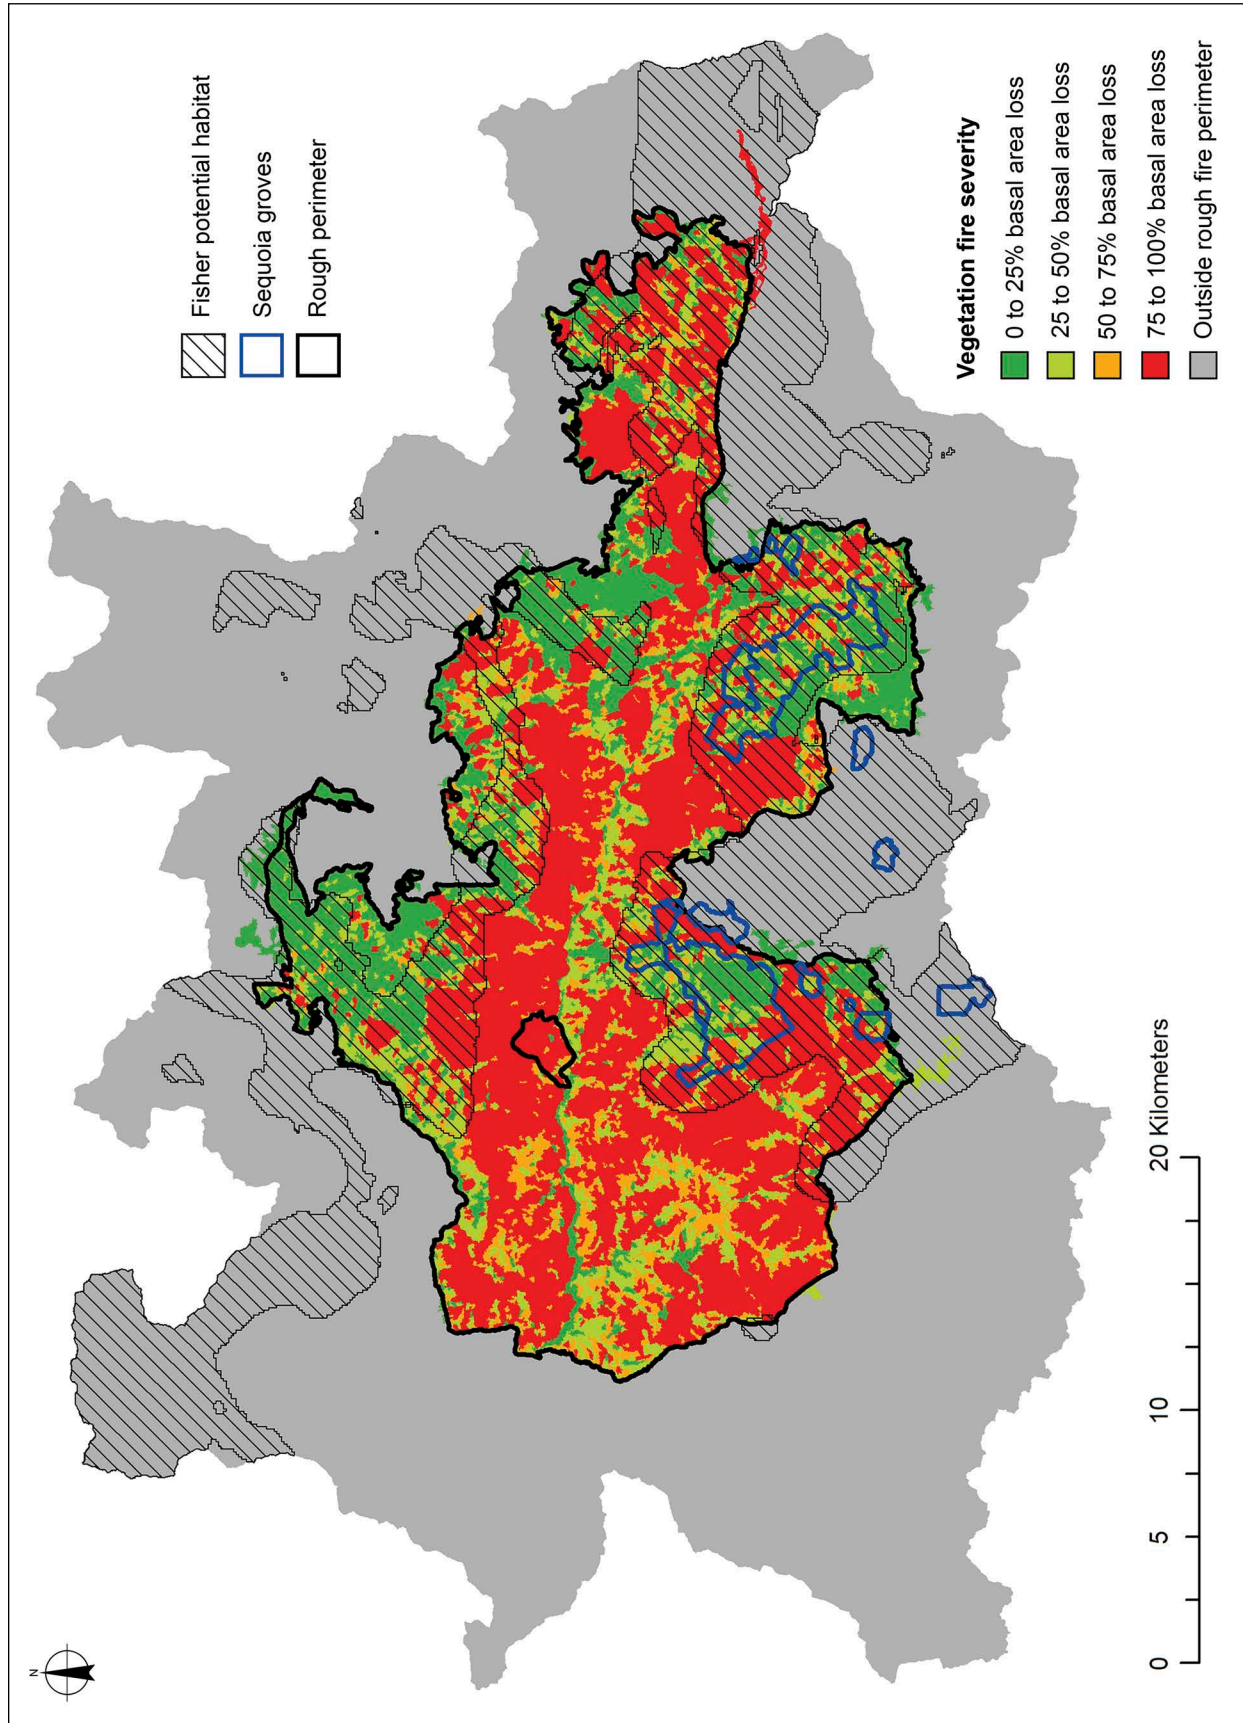 N
Fisher potential habitat
Sequoia groves
Rough perimeter
Vegetation fire severity
0 to 25% basal area loss
25 to 50% basal area loss
50 to 75% basal area loss
75 to 100% basal area loss
Outside rough fire perimeter
0 5 10 20 Kilometers